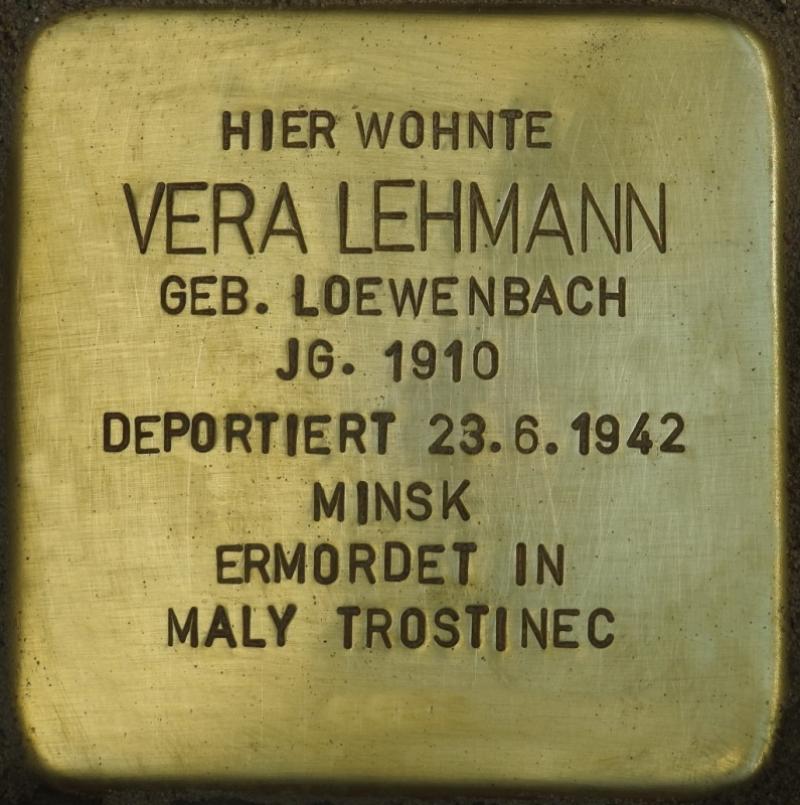 HIER WOHNTE
VERA LEHMANN
GEB. LOEWENBACH
JG. 1910
DEPORTIERT 23.6.1942
MINSK
ERMORDET IN
MALY TROSTINEC